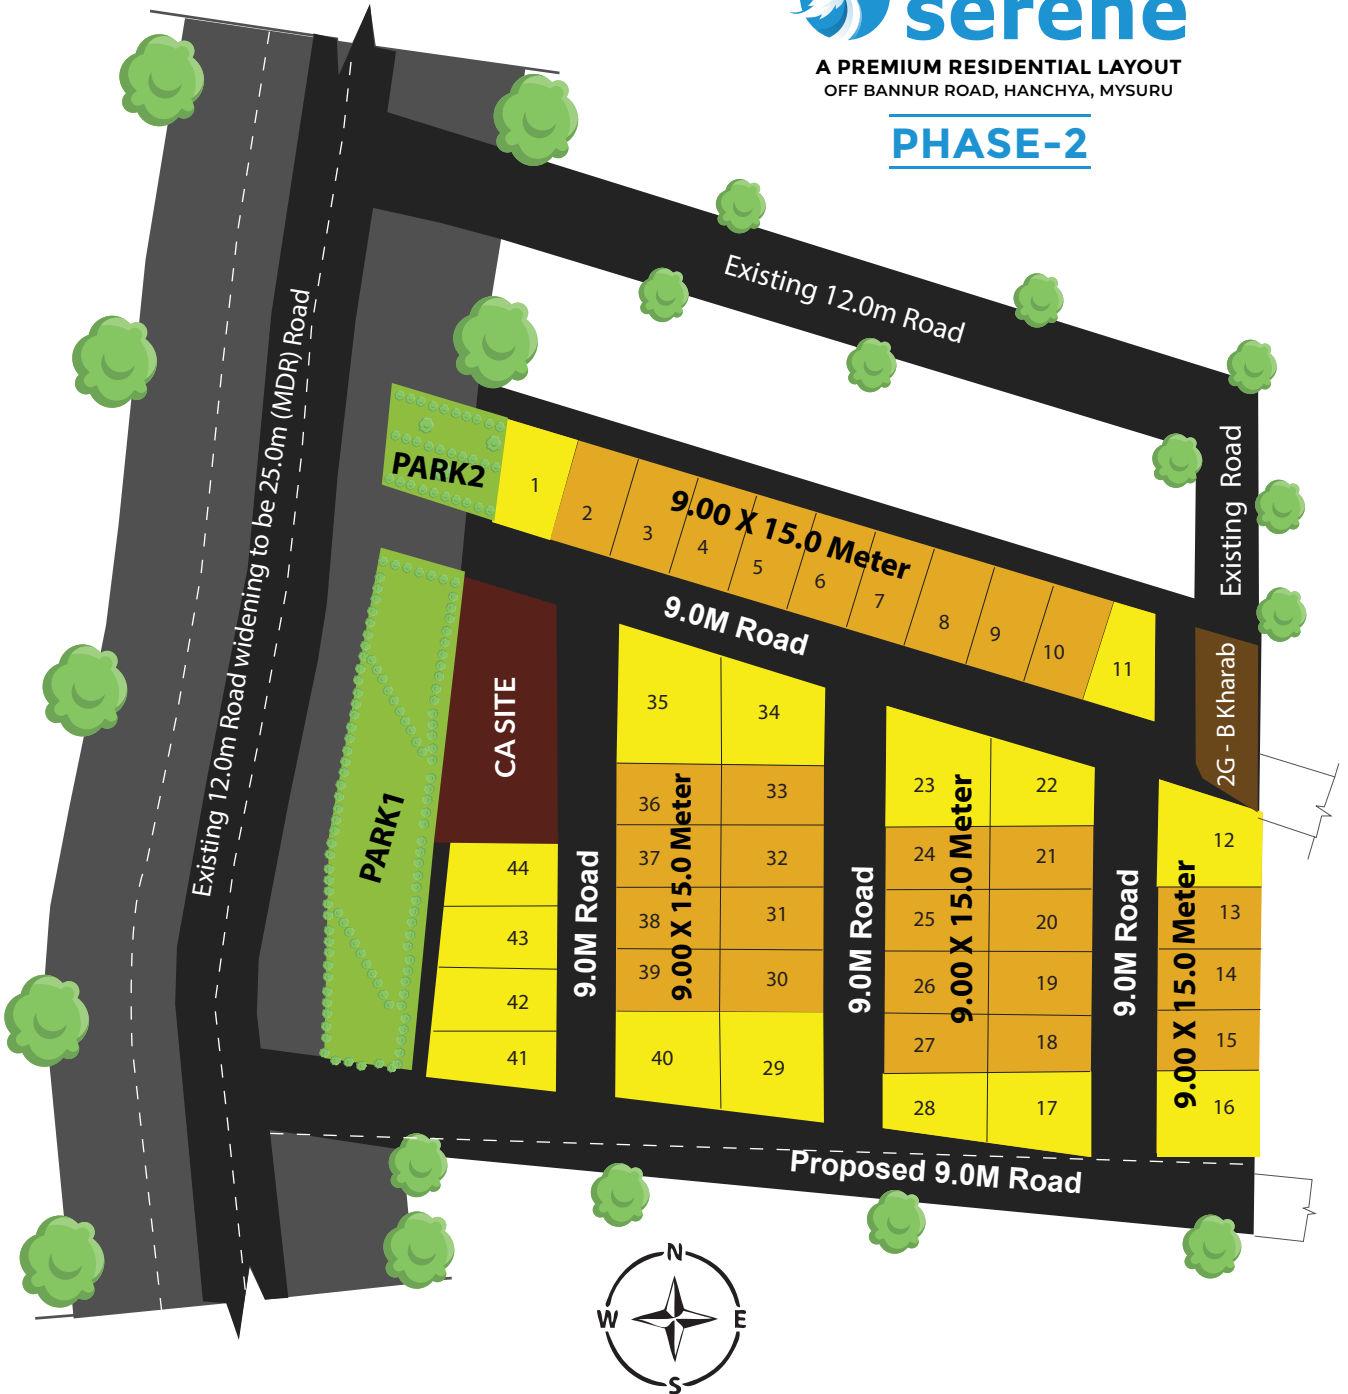 serene
A PREMIUM RESIDENTIAL LAYOUT
OFF BANNUR ROAD, HANCHYA, MYSURU
PHASE-2
Existing 12.0m Road
Existing Road
Existing 12.0m Road widening to be 25.0m (MDR) Road
PARK2
1
2
3
4
5
6
7
8
9
10
11
9.00 X 15.0 Meter
9.0M Road
2G - B Kharab
PARK1
CA SITE
44
43
42
41
9.0M Road
35
34
36
33
37
32
38
31
39
30
40
29
9.00 X 15.0 Meter
9.0M Road
23
22
24
21
25
20
26
19
27
18
28
17
9.00 X 15.0 Meter
9.0M Road
12
13
14
15
16
9.00 X 15.0 Meter
Proposed 9.0M Road
N
W
E
S